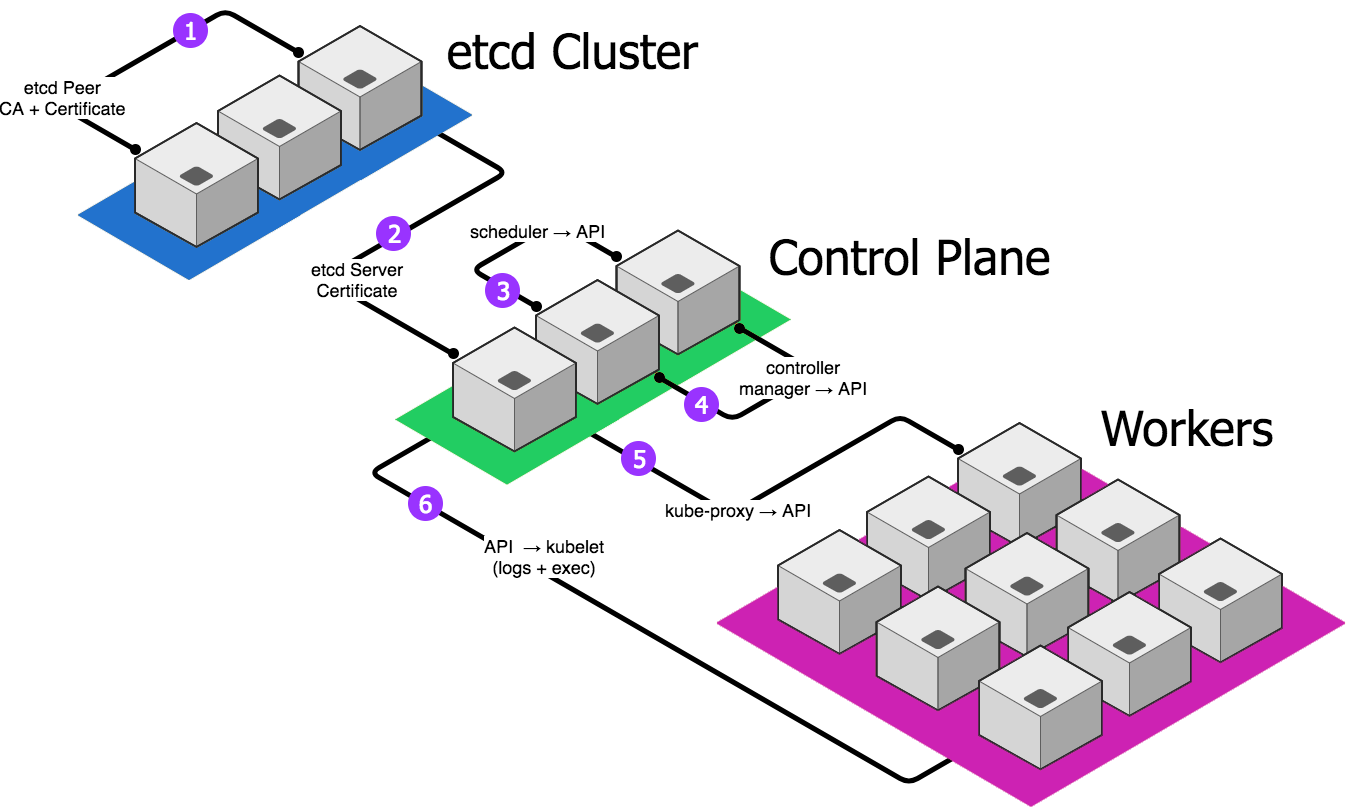 1
etcd Cluster
etcd Peer
CA + Certificate
2
etcd Server
Certificate
scheduler → API
3
Control Plane
controller
manager → API
4
5
kube-proxy → API
Workers
6
API → kubelet
(logs + exec)